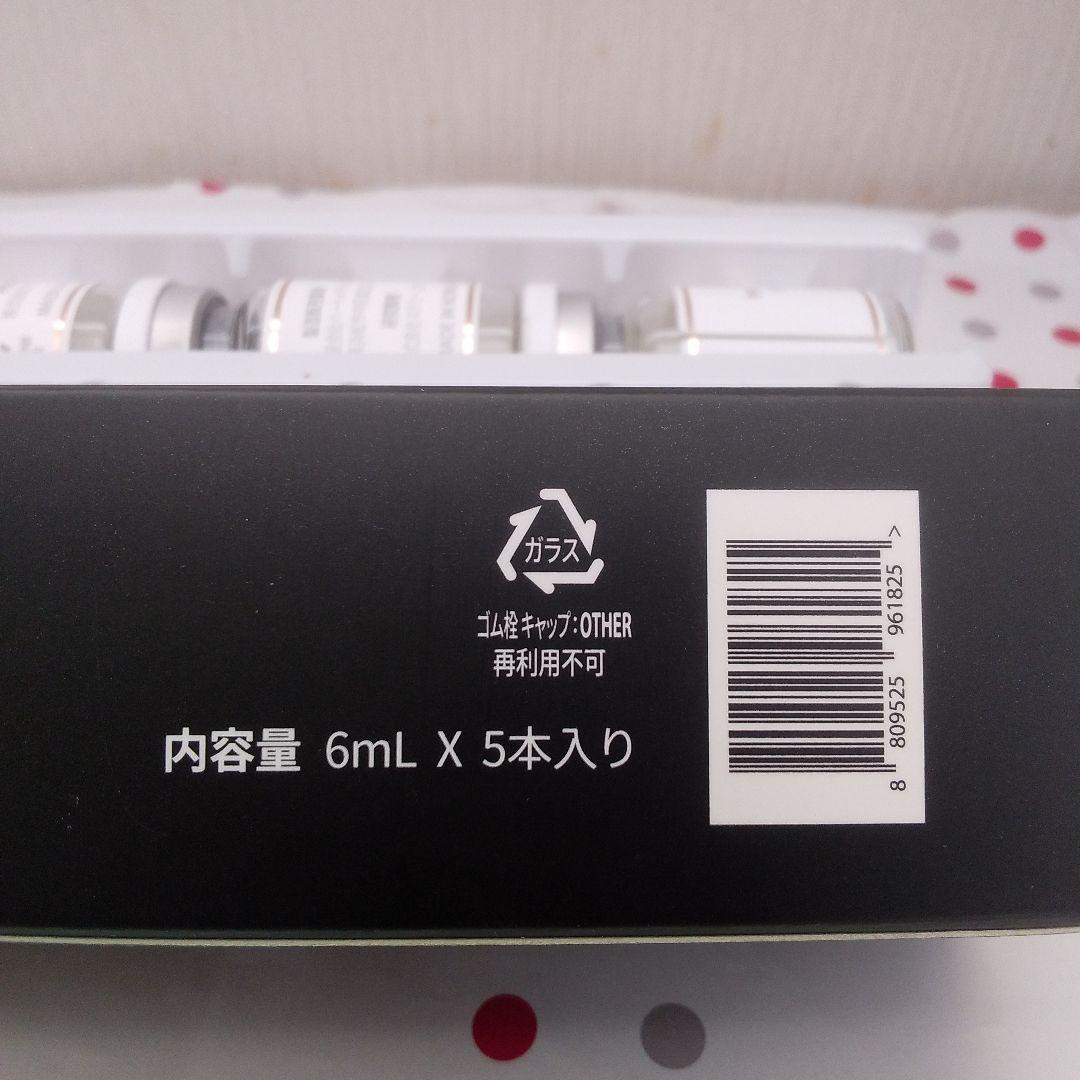 ガラス
ゴム栓 キャップ:OTHER
再利用不可
内容量 6mL X 5本入り
8 809525 961825 >